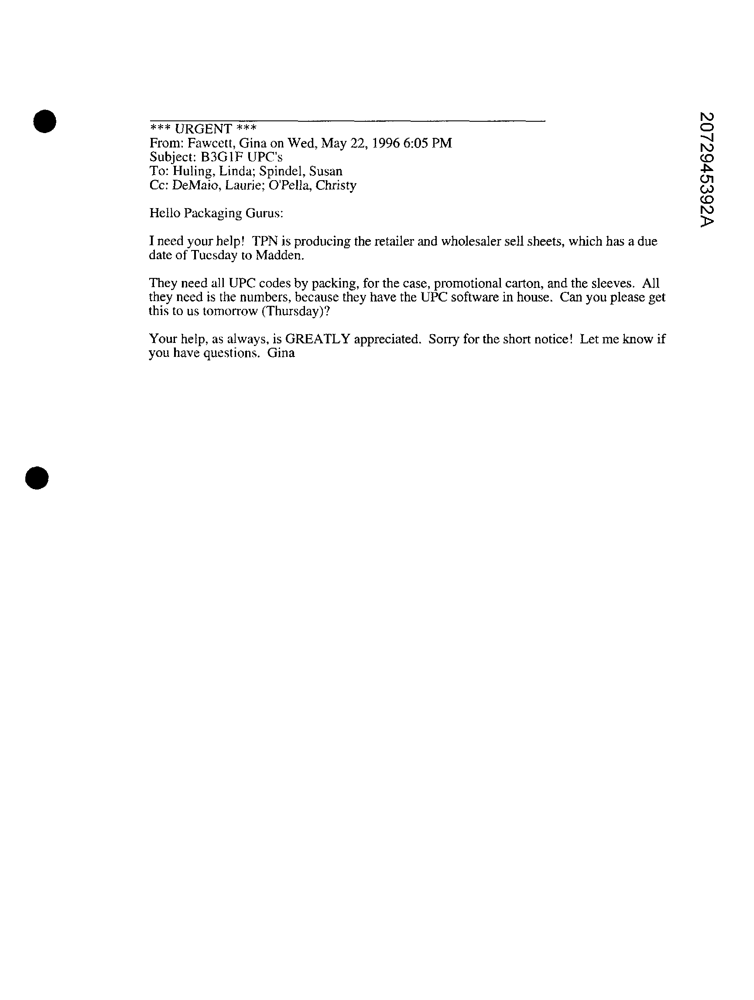 *** URGENT ***
From: Fawcett, Gina on Wed, May 22, 1996 6:05 PM
Subject: B3G1F UPC's
To: Huling, Linda; Spindel, Susan
Cc: DeMaio, Laurie; O'Pella, Christy
Hello Packaging Gurus:
I need your help!  TPN is producing the retailer and wholesaler sell sheets, which has a due
date of Tuesday to Madden.
They need all UPC codes by packing, for the case, promotional carton, and the sleeves.  All
they need is the numbers, because they have the UPC software in house.  Can you please get
this to us tomorrow (Thursday)?
Your help, as always, is GREATLY appreciated.  Sorry for the short notice!  Let me know if
you have questions.  Gina
2072945392A